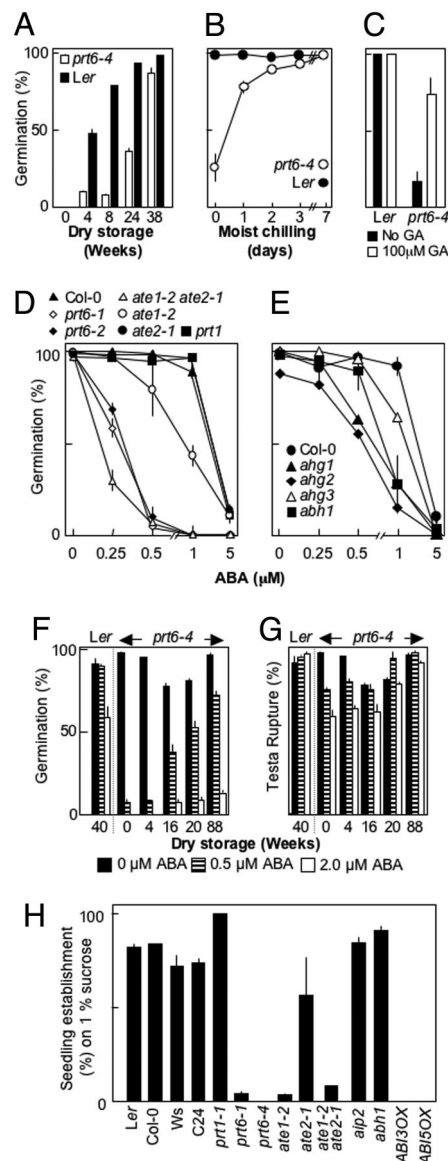 A
B
C
prt6-4
Ler
Germination (%)
100
50
0
0 4 8 24 38
Dry storage
(Weeks)
prt6-4
Ler
0 1 2 3 7
Moist chilling
(days)
Ler prt6-4
No GA
100µM GA
D
Col-0
ate1-2 ate2-1
prt6-1
ate1-2
prt6-2
ate2-1
prt1
E
Germination (%)
100
50
0
0 0.25 0.5 1 5
Col-0
ahg1
ahg2
ahg3
abh1
0 0.25 0.5 1 5
ABA (µM)
F
G
Ler prt6-4
Germination (%)
100
50
0
40 0 4 16 20 88
Ler prt6-4
Testa Rupture (%)
100
50
0
40 0 4 16 20 88
Dry storage (Weeks)
0 µM ABA 0.5 µM ABA 2.0 µM ABA
H
Seedling establishment
(%) on 1 % sucrose
100
50
0
Ler
Col-0
Ws
C24
prt1-1
prt6-1
prt6-4
ate1-2
ate2-1
ate1-2
ate2-1
aip2
abh1
ABI3OX
ABI5OX